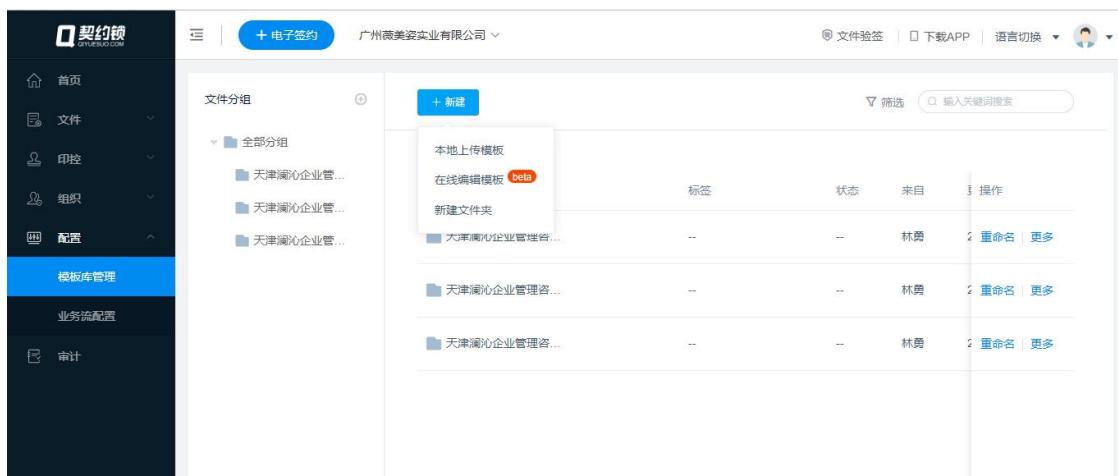 契约锁
QIYUESUO.COM
+ 电子签约
广州薇美姿实业有限公司
文件验签
下载APP
语言切换
首页
文件
印控
组织
配置
模板库管理
业务流配置
审计
文件分组
全部分组
天津澜沁企业管...
天津澜沁企业管...
天津澜沁企业管...
+ 新建
筛选
输入关键词搜索
本地上传模板
在线编辑模板 beta
新建文件夹
标签 状态 来自 操作
天津澜沁企业管理咨... -- -- 林勇 2 重命名 更多
天津澜沁企业管理咨... -- -- 林勇 2 重命名 更多
天津澜沁企业管理咨... -- -- 林勇 2 重命名 更多